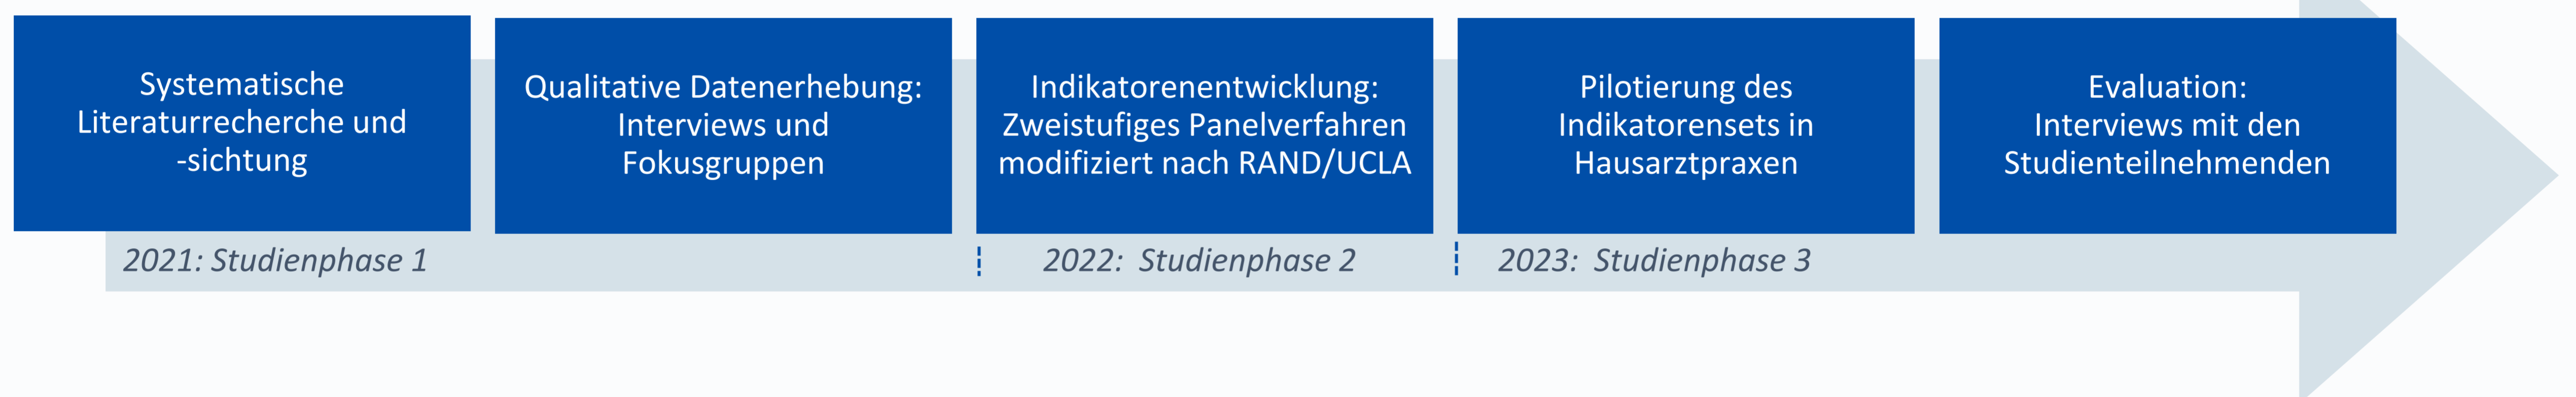 Systematische
Literaturrecherche und
-sichtung
Qualitative Datenerhebung:
Interviews und
Fokusgruppen
Indikatorenentwicklung:
Zweistufiges Panelverfahren
modifiziert nach RAND/UCLA
Pilotierung des
Indikatorensets in
Hausarztpraxen
Evaluation:
Interviews mit den
Studienteilnehmenden
2021: Studienphase 1
2022: Studienphase 2
2023: Studienphase 3